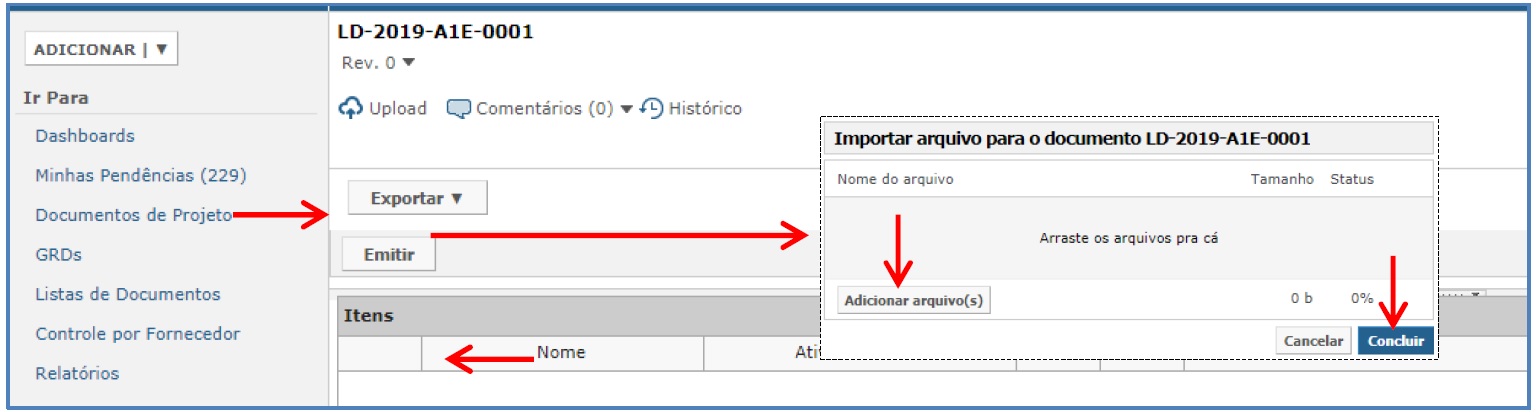 ADICIONAR | ▼
Ir Para
Dashboards
Minhas Pendências (229)
Documentos de Projeto
GRDs
Listas de Documentos
Controle por Fornecedor
Relatórios
LD-2019-A1E-0001
Rev. 0 ▼
Upload Comentários (0) ▼ Histórico
Exportar ▼
Emitir
Itens
Nome Ati
Importar arquivo para o documento LD-2019-A1E-0001
Nome do arquivo Tamanho Status
Arraste os arquivos pra cá
Adicionar arquivo(s) 0 b 0%
Cancelar Concluir